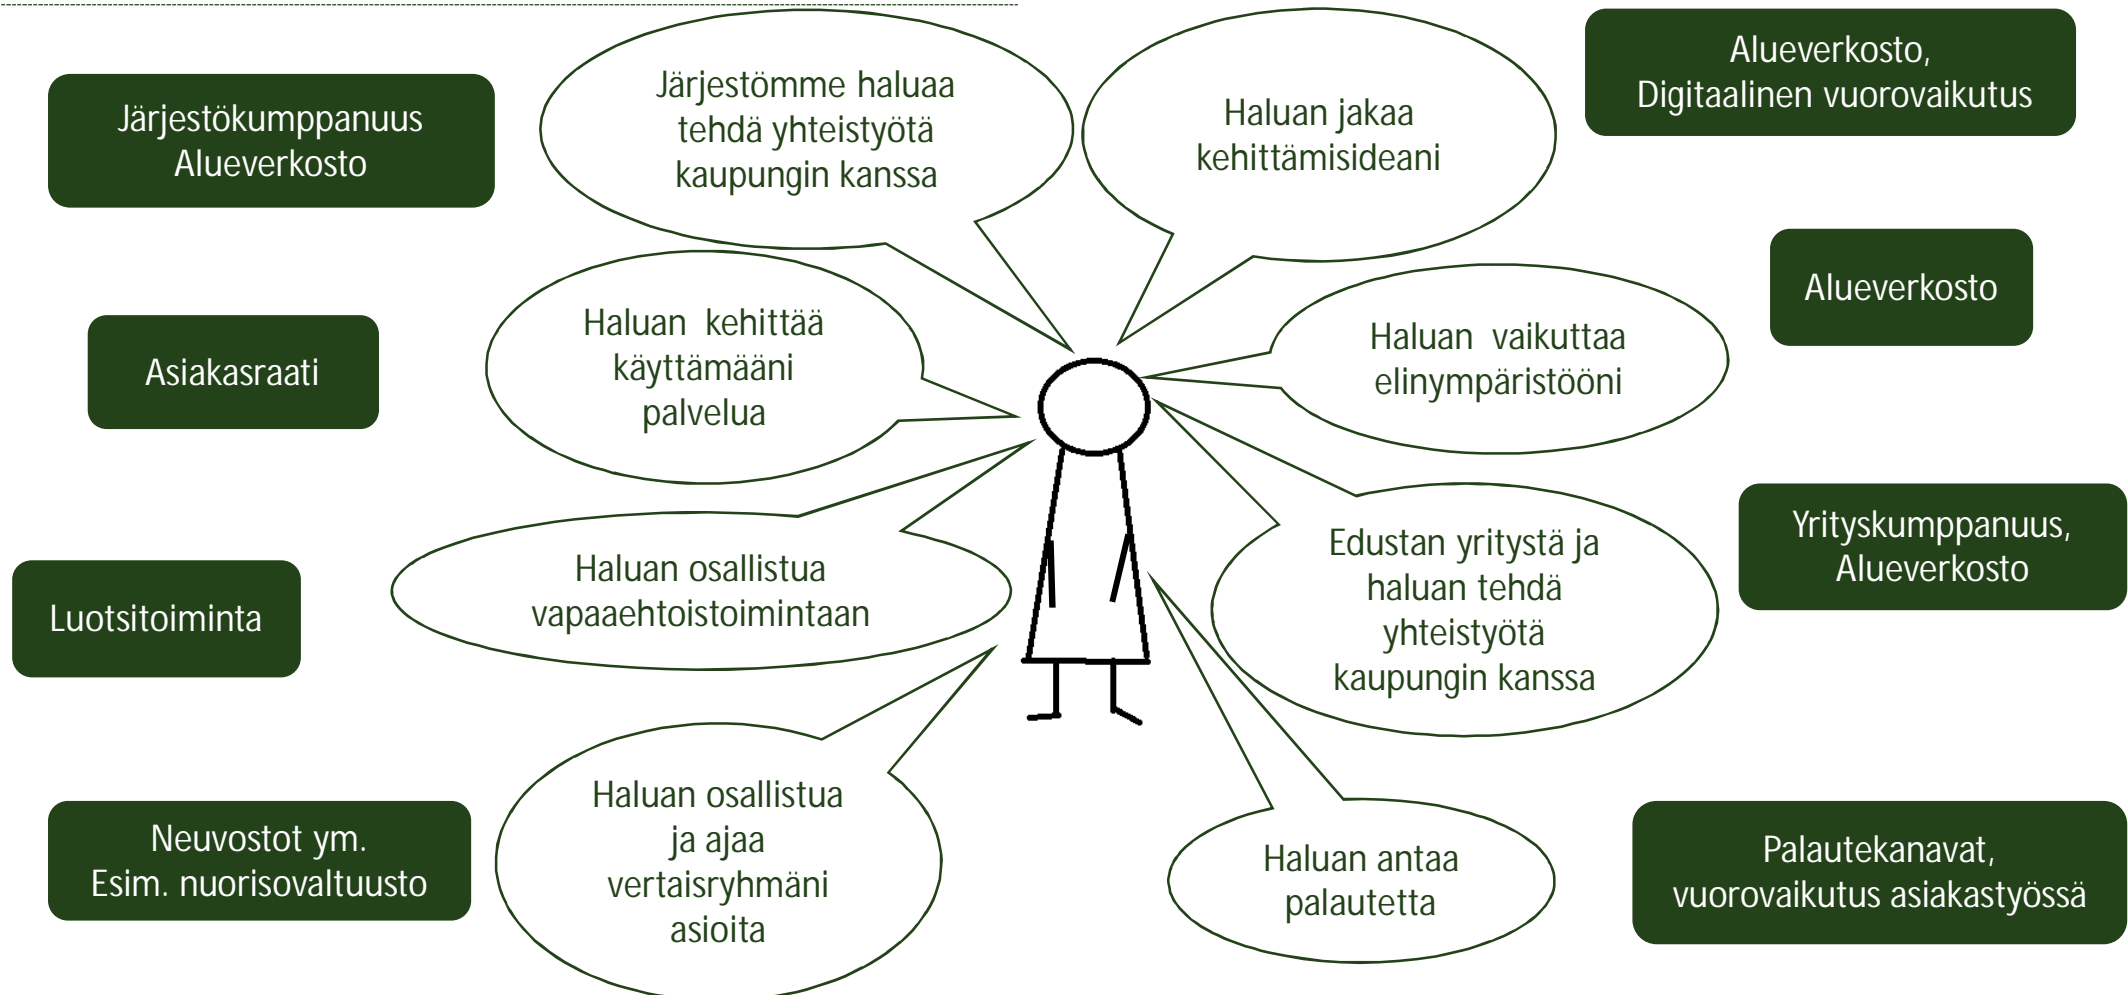 Järjestökumppanuus
Alueverkosto
Järjestömme haluaa
tehdä yhteistyötä
kaupungin kanssa
Haluan jakaa
kehittämisideani
Alueverkosto,
Digitaalinen vuorovaikutus
Asiakasraati
Haluan kehittää
käyttämääni
palvelua
Haluan vaikuttaa
elinympäristööni
Alueverkosto
Luotsitoiminta
Haluan osallistua
vapaaehtoistoimintaan
Edustan yritystä ja
haluan tehdä
yhteistyötä
kaupungin kanssa
Yrityskumppanuus,
Alueverkosto
Neuvostot ym.
Esim. nuorisovaltuusto
Haluan osallistua
ja ajaa
vertaisryhmäni
asioita
Haluan antaa
palautetta
Palautekanavat,
vuorovaikutus asiakastyössä